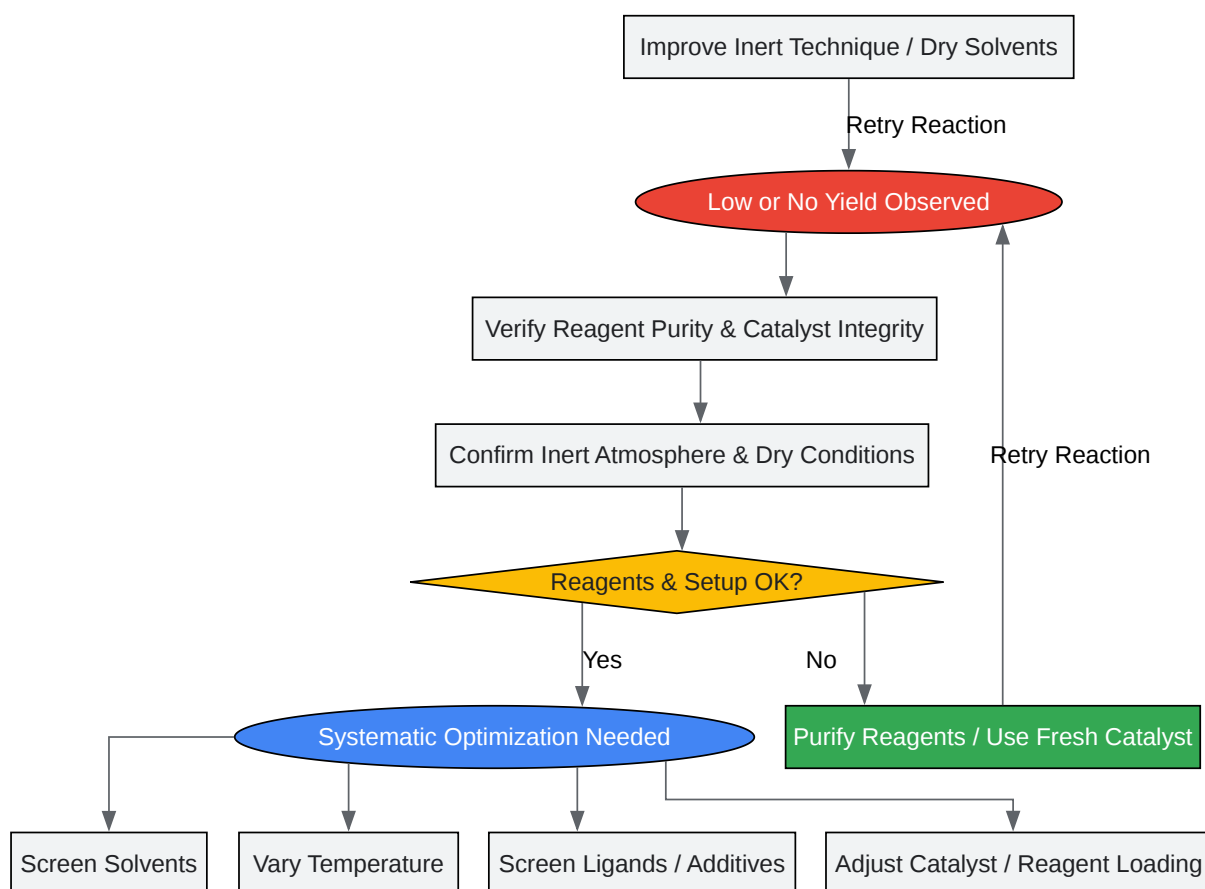 Improve Inert Technique / Dry Solvents
Retry Reaction
Low or No Yield Observed
Verify Reagent Purity & Catalyst Integrity
Confirm Inert Atmosphere & Dry Conditions
Retry Reaction
Reagents & Setup OK?
Yes
No
Systematic Optimization Needed
Purify Reagents / Use Fresh Catalyst
Screen Solvents
Vary Temperature
Screen Ligands / Additives
Adjust Catalyst / Reagent Loading